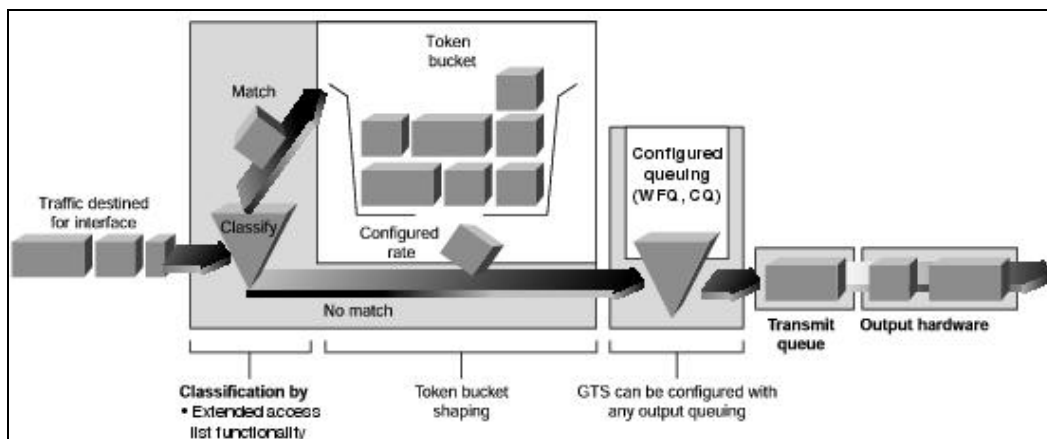 Token
bucket
Match
Configured
queuing
(WFQ, CQ)
Traffic destined
for interface
Classify
Configured
rate
No match
Transmit
queue
Output hardware
Classification by
• Extended access
list functionality
Token bucket
shaping
GTS can be configured with
any output queuing